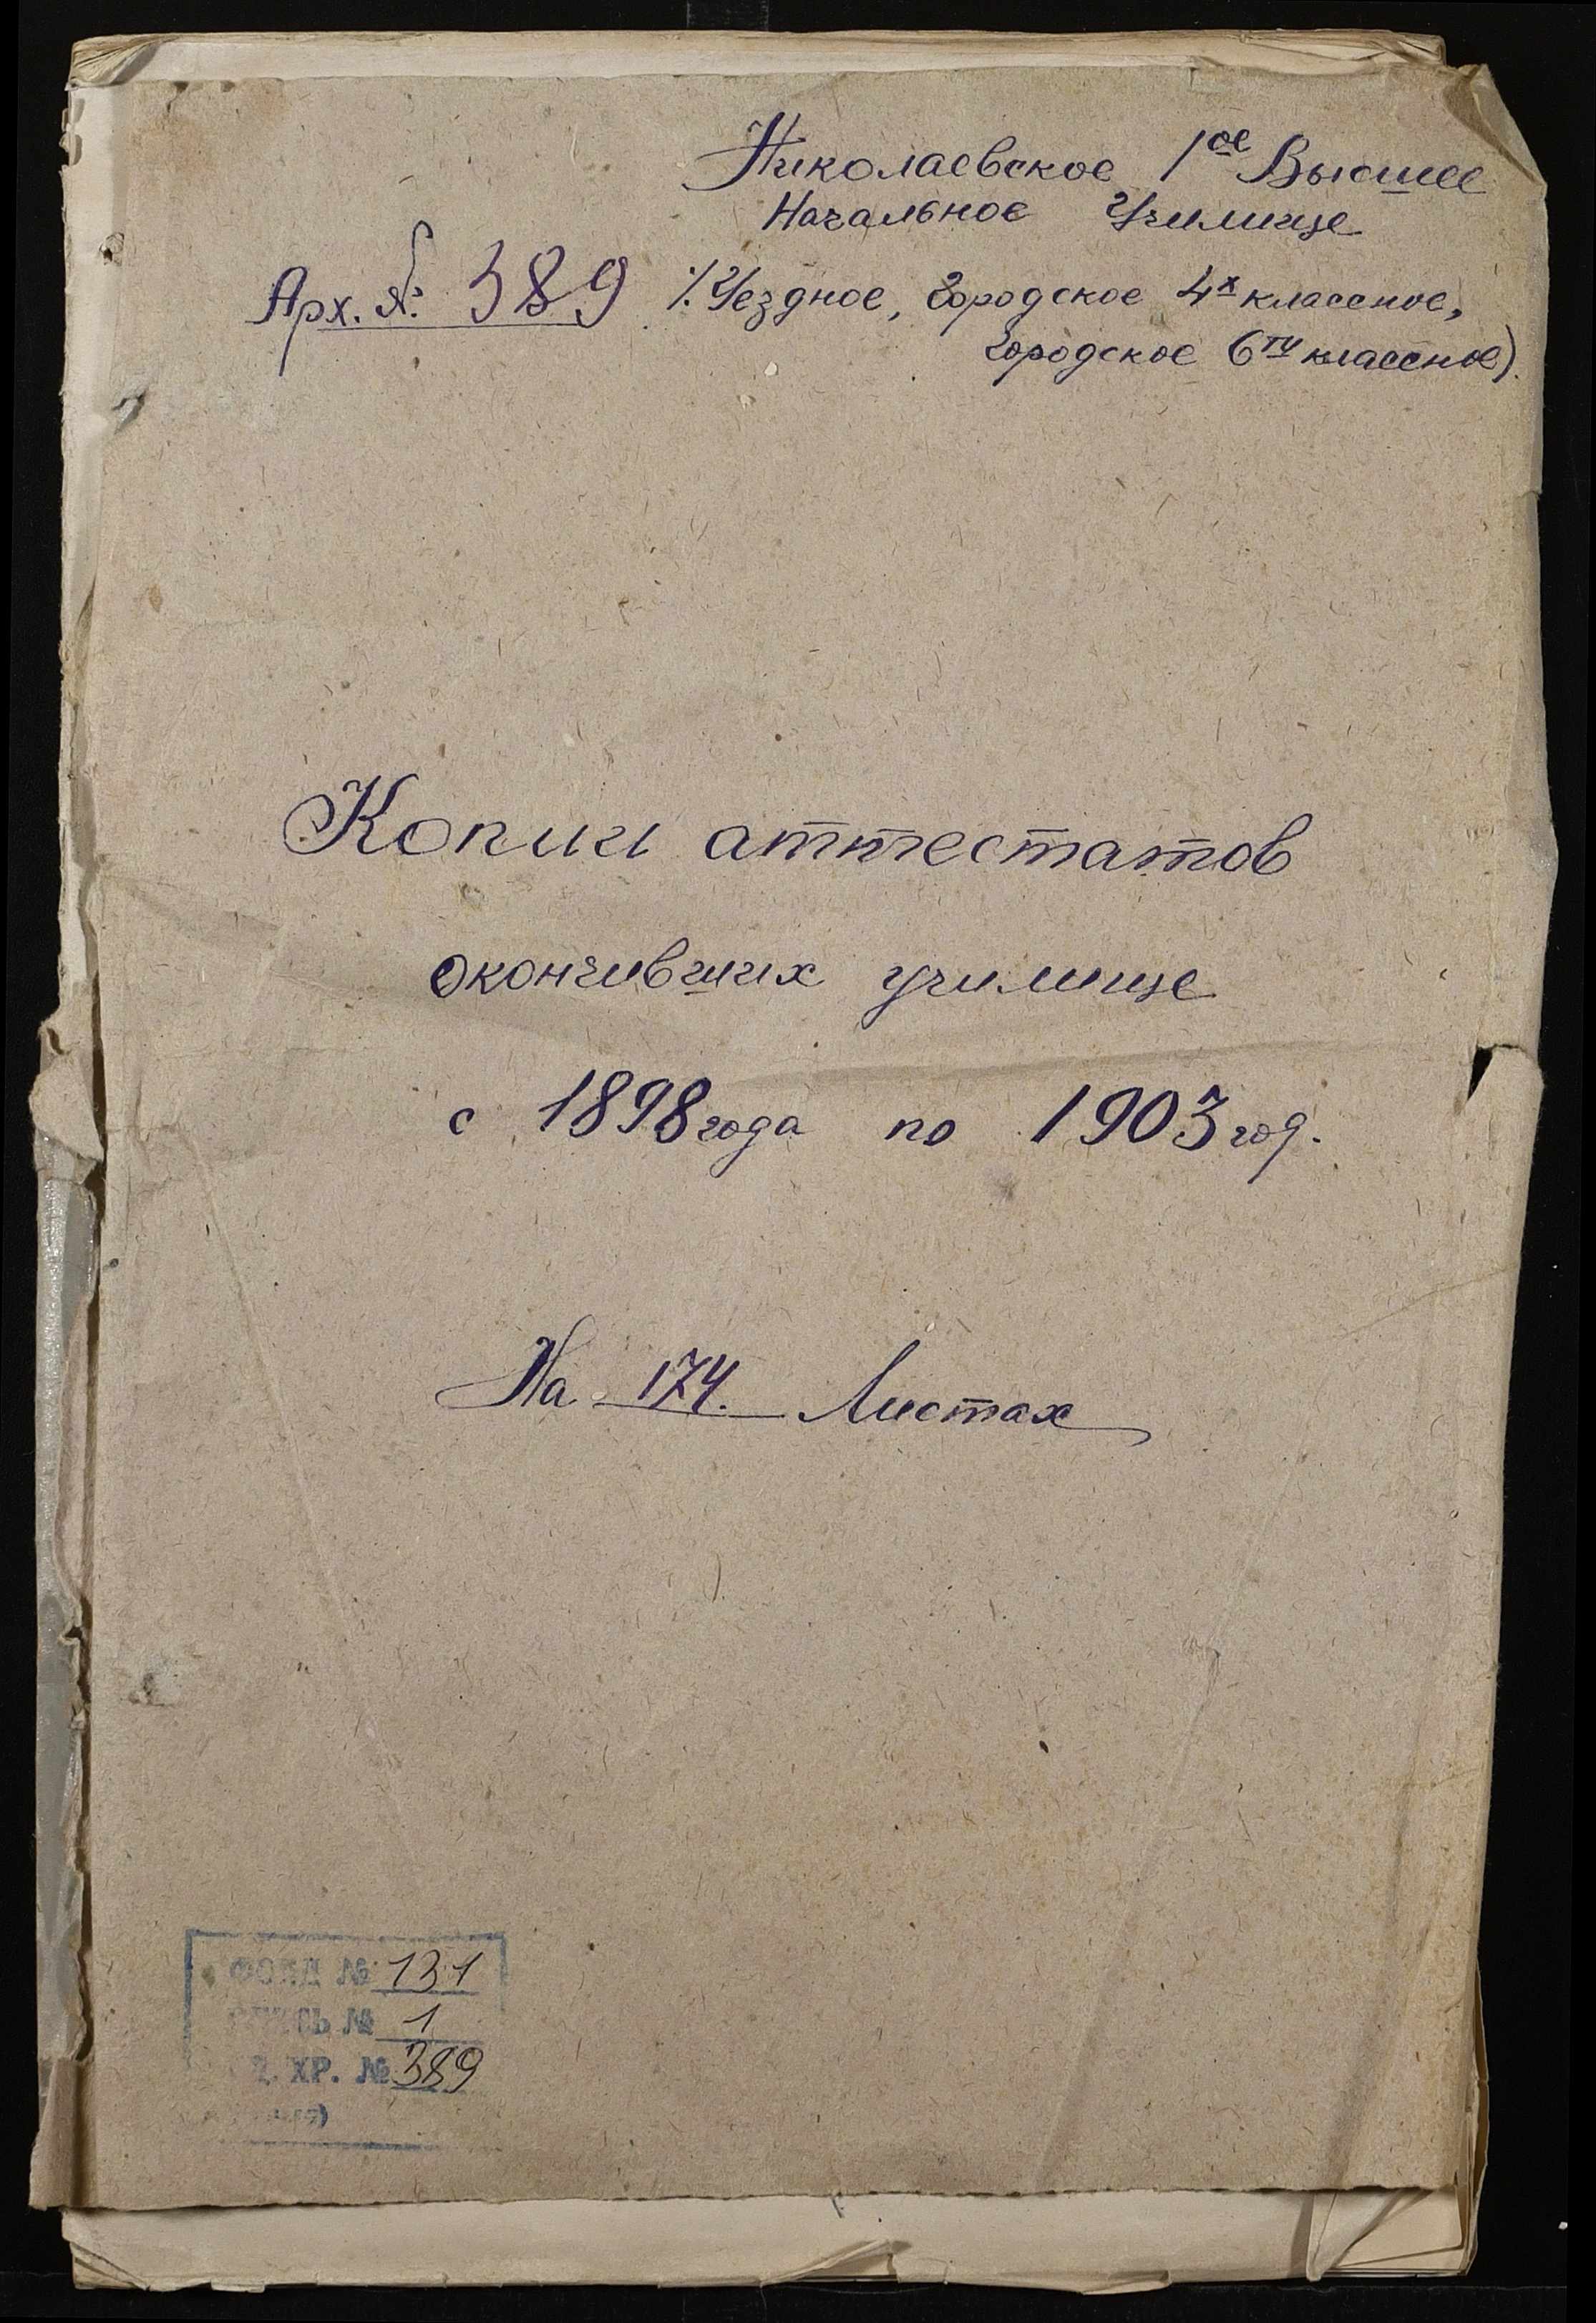 Николаевское 1ое Высшее
Начальное Училище
Арх. № 389
(Уездное, Городское 4х классное,
Городское 6ти классное).
Копии аттестатов
окончивших училище
с 1898 года по 1903 год.
На 174. Листах
ФОНД № 131
ОПИСЬ № 1
ЕД. ХР. № 389